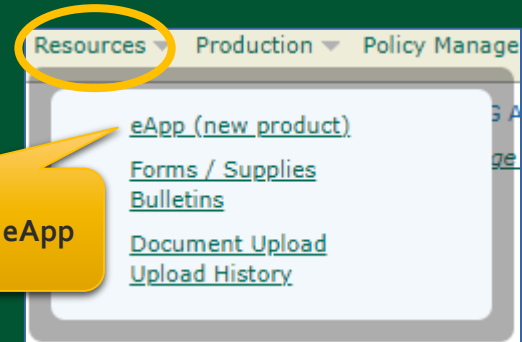 Resources Production Policy Manage
eApp (new product)
Forms / Supplies
Bulletins
Document Upload
Upload History
eApp